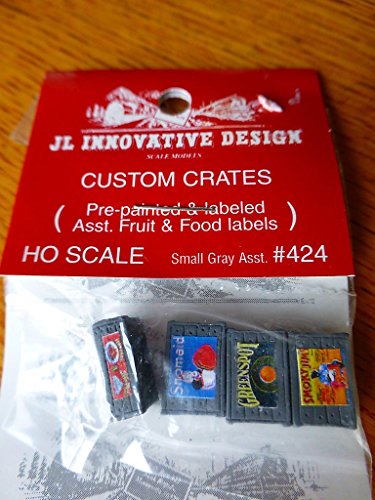 JL INNOVATIVE DESIGN
SCALE MODELS
CUSTOM CRATES
( Pre-painted & labeled
Asst. Fruit & Food labels )
HO SCALE Small Gray Asst. #424
Snomaid
GREENSPOT